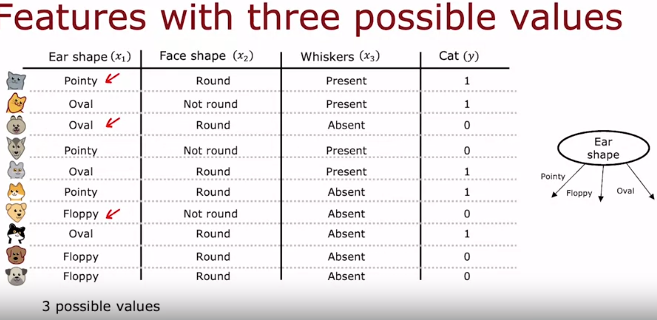 Features with three possible values
Ear shape (x₁) Face shape (x₂) Whiskers (x₃) Cat (y)
Pointy Round Present 1
Oval Not round Present 1
Oval Round Absent 0
Pointy Not round Present 0
Oval Round Present 1
Pointy Round Absent 1
Floppy Not round Absent 0
Oval Round Absent 1
Floppy Round Absent 0
Floppy Round Absent 0
3 possible values
Ear
shape
Pointy
Floppy
Oval